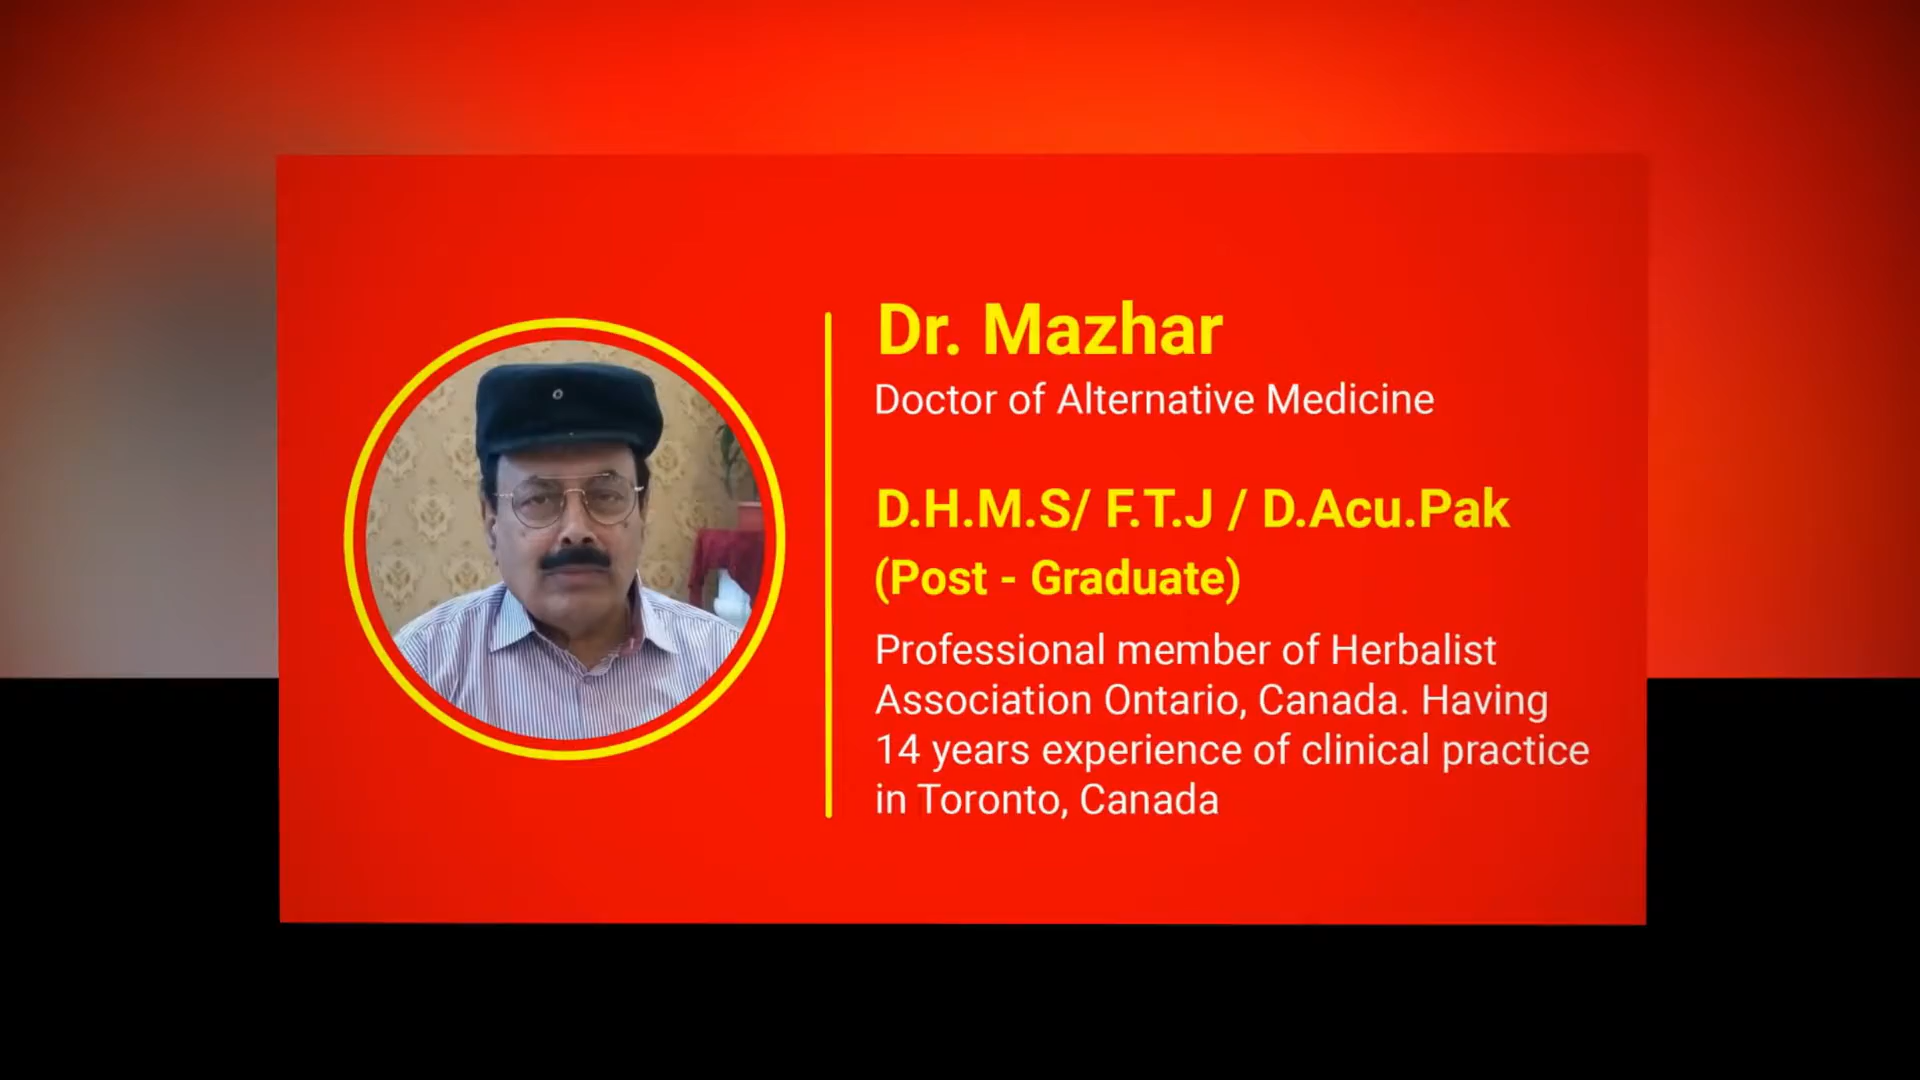 Dr. Mazhar
Doctor of Alternative Medicine
D.H.M.S/ F.T.J / D.Acu.Pak
(Post - Graduate)
Professional member of Herbalist
Association Ontario, Canada. Having
14 years experience of clinical practice
in Toronto, Canada